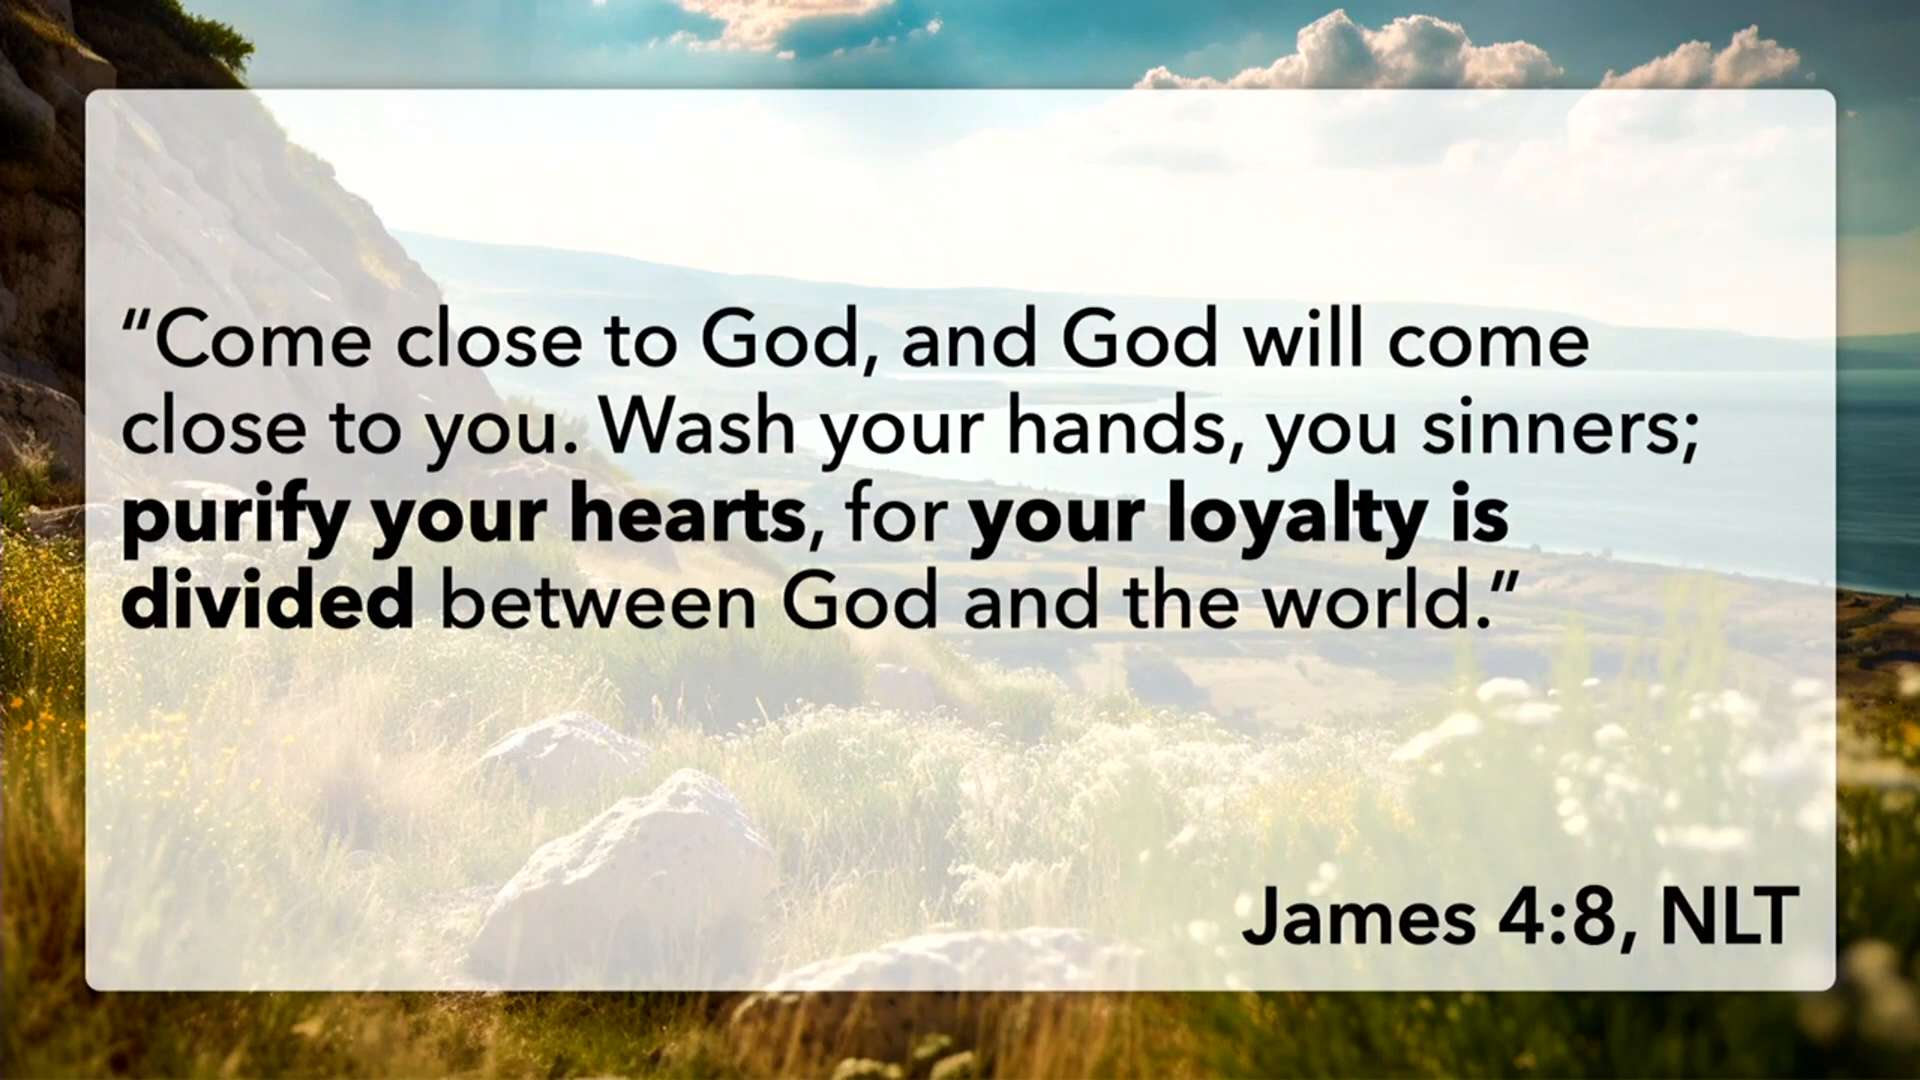 “Come close to God, and God will come
close to you. Wash your hands, you sinners;
purify your hearts, for your loyalty is
divided between God and the world.”
James 4:8, NLT